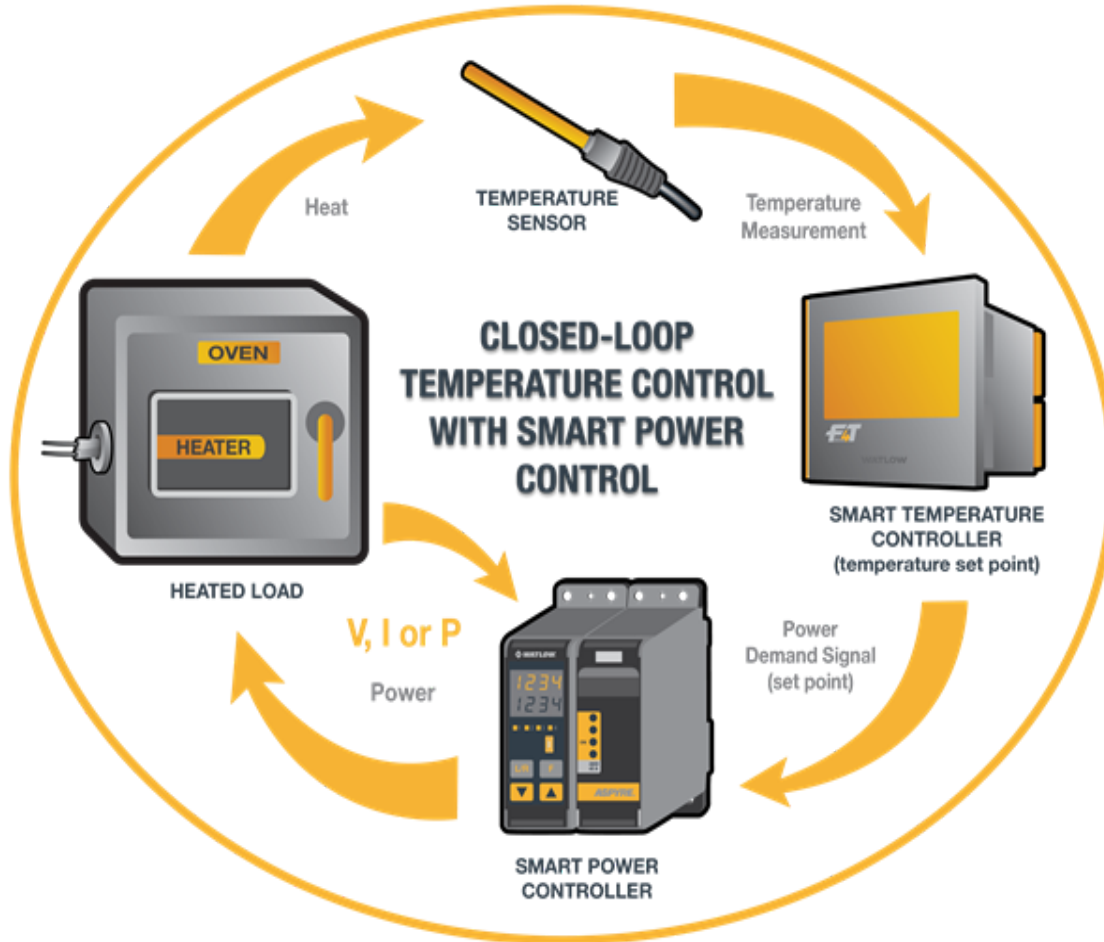 Heat
TEMPERATURE
SENSOR
Temperature
Measurement
OVEN
HEATER
HEATED LOAD
CLOSED-LOOP
TEMPERATURE CONTROL
WITH SMART POWER
CONTROL
F4T
WATLOW
SMART TEMPERATURE
CONTROLLER
(temperature set point)
V, I or P
Power
Power
Demand Signal
(set point)
WATLOW
1234
1234
L/R
F
ASPYRE
SMART POWER
CONTROLLER